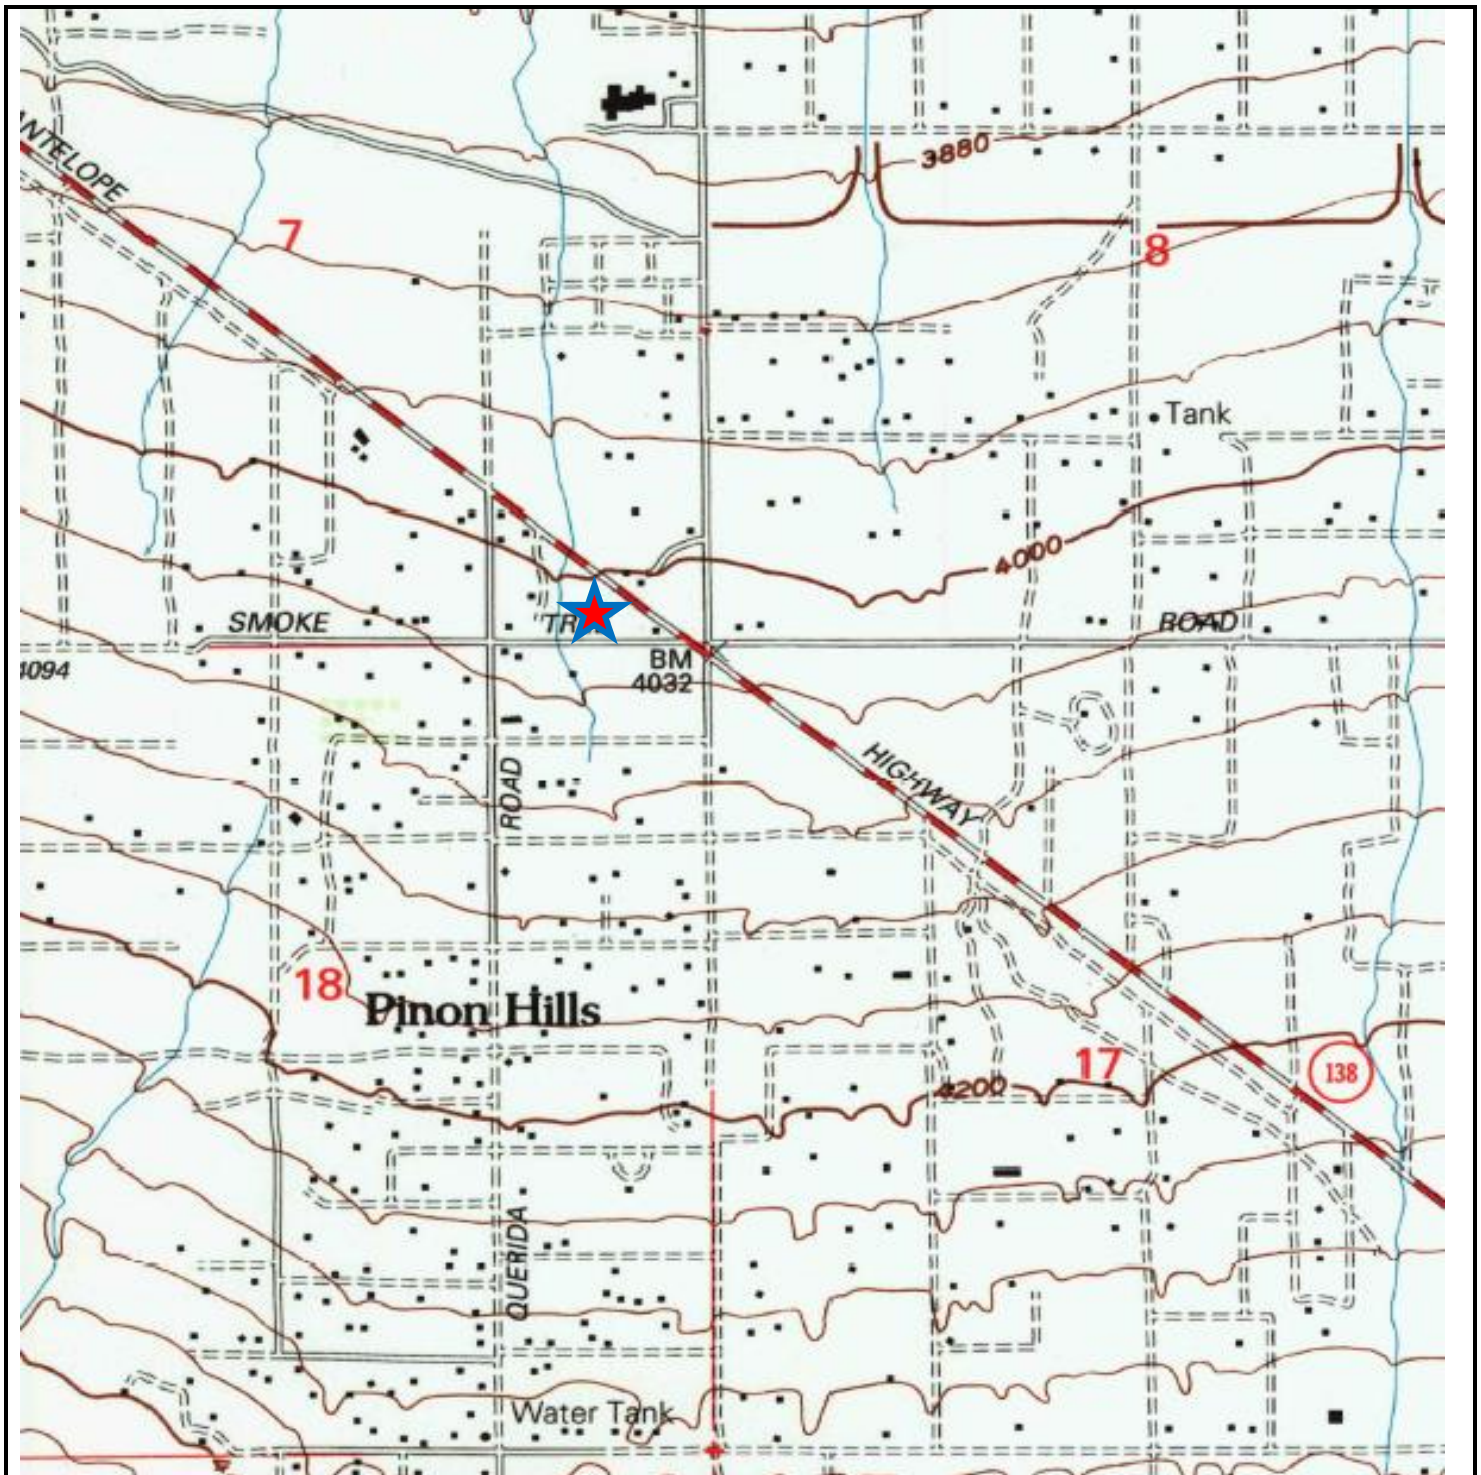 NTELOPE
3880
7
8
Tank
4000
SMOKE
TR
ROAD
4094
BM
4032
HIGHWAY
ROAD
18
Pinon Hills
17
138
4200
QUERIDA
Water Tank